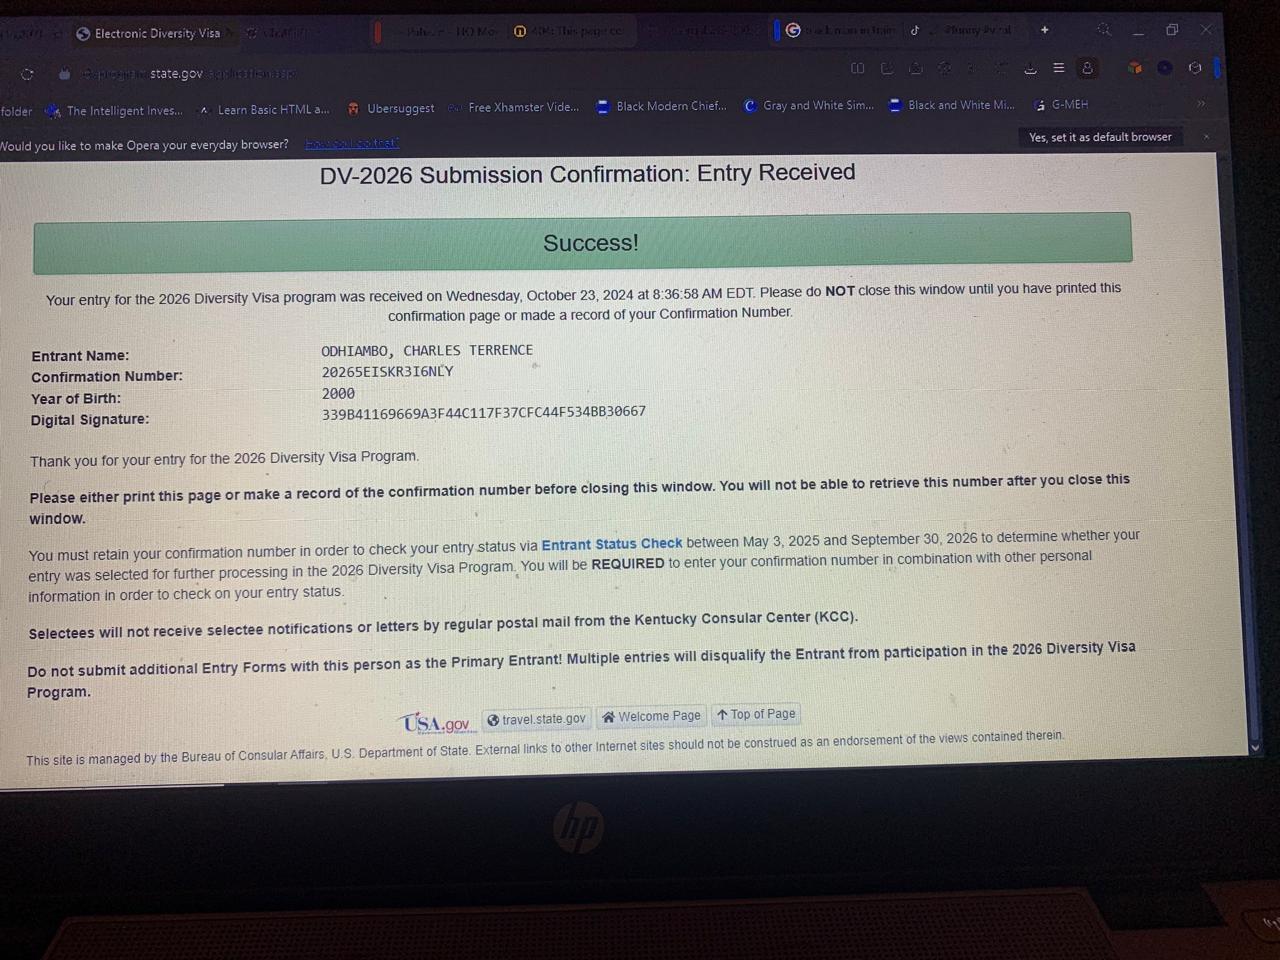 Electronic Diversity Visa
state.gov
folder
The Intelligent Inves...
Learn Basic HTML a...
Ubersuggest
Free Xhamster Vide...
Black Modern Chief...
Gray and White Sim...
Black and White Mi...
G-MEH
Would you like to make Opera your everyday browser?
Yes, set it as default browser
DV-2026 Submission Confirmation: Entry Received
Success!
Your entry for the 2026 Diversity Visa program was received on Wednesday, October 23, 2024 at 8:36:58 AM EDT. Please do NOT close this window until you have printed this
confirmation page or made a record of your Confirmation Number.
Entrant Name: ODHIAMBO, CHARLES TERRENCE
Confirmation Number: 20265EISKR3I6NLY
Year of Birth: 2000
Digital Signature: 339B41169669A3F44C117F37CFC44F534BB30667
Thank you for your entry for the 2026 Diversity Visa Program.
Please either print this page or make a record of the confirmation number before closing this window. You will not be able to retrieve this number after you close this
window.
You must retain your confirmation number in order to check your entry status via Entrant Status Check between May 3, 2025 and September 30, 2026 to determine whether your
entry was selected for further processing in the 2026 Diversity Visa Program. You will be REQUIRED to enter your confirmation number in combination with other personal
information in order to check on your entry status.
Selectees will not receive selectee notifications or letters by regular postal mail from the Kentucky Consular Center (KCC).
Do not submit additional Entry Forms with this person as the Primary Entrant! Multiple entries will disqualify the Entrant from participation in the 2026 Diversity Visa
Program.
USA.gov travel.state.gov Welcome Page Top of Page
This site is managed by the Bureau of Consular Affairs, U.S. Department of State. External links to other Internet sites should not be construed as an endorsement of the views contained therein.
hp